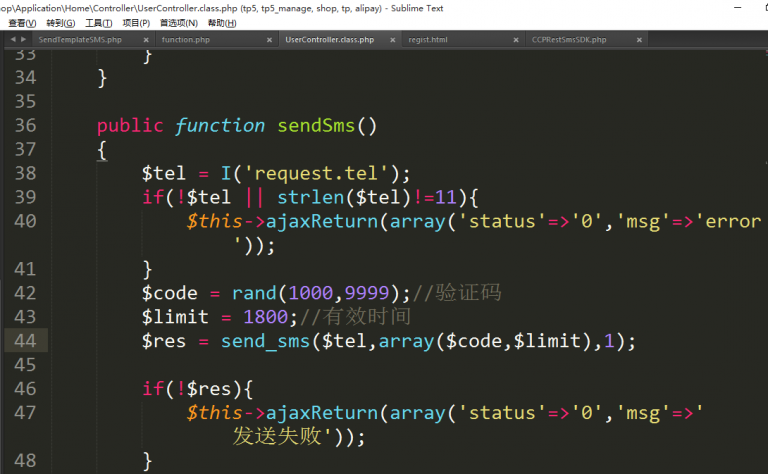 hop\Application\Home\Controller\UserController.class.php (tp5, tp5_manage, shop, tp, alipay) - Sublime Text
查看(V) 转到(G) 工具(T) 项目(P) 首选项(N) 帮助(H)
SendTemplateSMS.php × function.php × UserController.class.php × regist.html × CCPRestSmsSDK.php ×
33 }
34 }
35
36 public function sendSms()
37 {
38 $tel = I('request.tel');
39 if(!$tel || strlen($tel)!=11){
40 $this->ajaxReturn(array('status'=>'0','msg'=>'error
'));
41 }
42 $code = rand(1000,9999);//验证码
43 $limit = 1800;//有效时间
44 $res = send_sms($tel,array($code,$limit),1);
45
46 if(!$res){
47 $this->ajaxReturn(array('status'=>'0','msg'=>'
发送失败'));
48 }